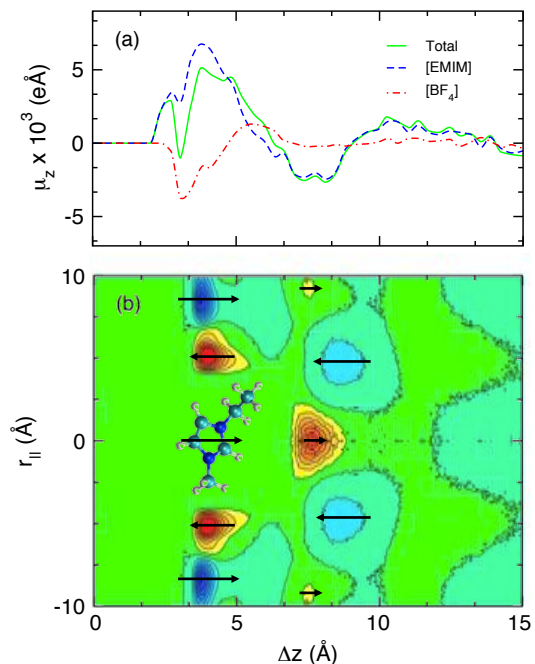 (a)
Total
[EMIM]
[BF₄]
5
0
-5
μz x 10³ (eÅ)
(b)
10
0
-10
r|| (Å)
0 5 10 15
Δz (Å)